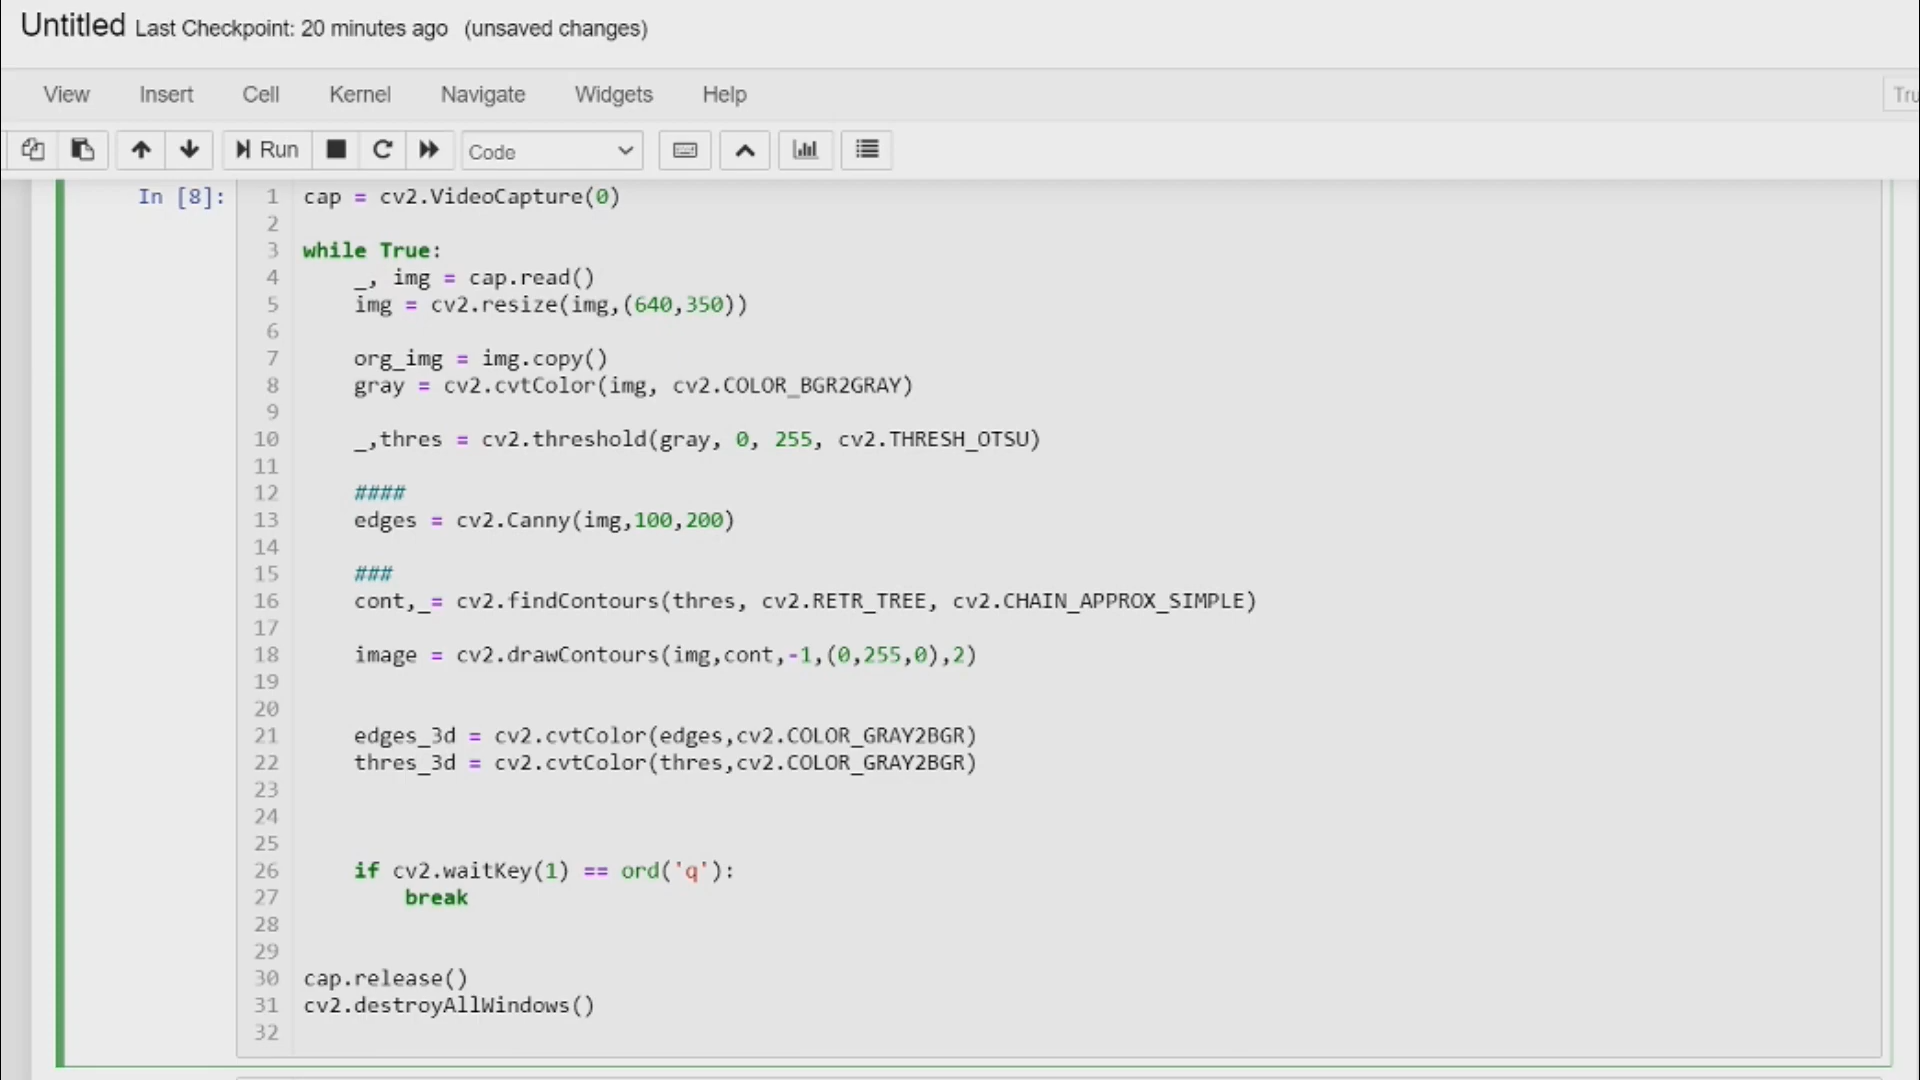 Untitled Last Checkpoint: 20 minutes ago (unsaved changes)
View Insert Cell Kernel Navigate Widgets Help Tru
Run Code
In [8]:
1 cap = cv2.VideoCapture(0)
2
3 while True:
4     _, img = cap.read()
5     img = cv2.resize(img,(640,350))
6
7     org_img = img.copy()
8     gray = cv2.cvtColor(img, cv2.COLOR_BGR2GRAY)
9
10     _,thres = cv2.threshold(gray, 0, 255, cv2.THRESH_OTSU)
11
12     ####
13     edges = cv2.Canny(img,100,200)
14
15     ###
16     cont,_= cv2.findContours(thres, cv2.RETR_TREE, cv2.CHAIN_APPROX_SIMPLE)
17
18     image = cv2.drawContours(img,cont,-1,(0,255,0),2)
19
20
21     edges_3d = cv2.cvtColor(edges,cv2.COLOR_GRAY2BGR)
22     thres_3d = cv2.cvtColor(thres,cv2.COLOR_GRAY2BGR)
23
24
25
26     if cv2.waitKey(1) == ord('q'):
27         break
28
29
30 cap.release()
31 cv2.destroyAllWindows()
32